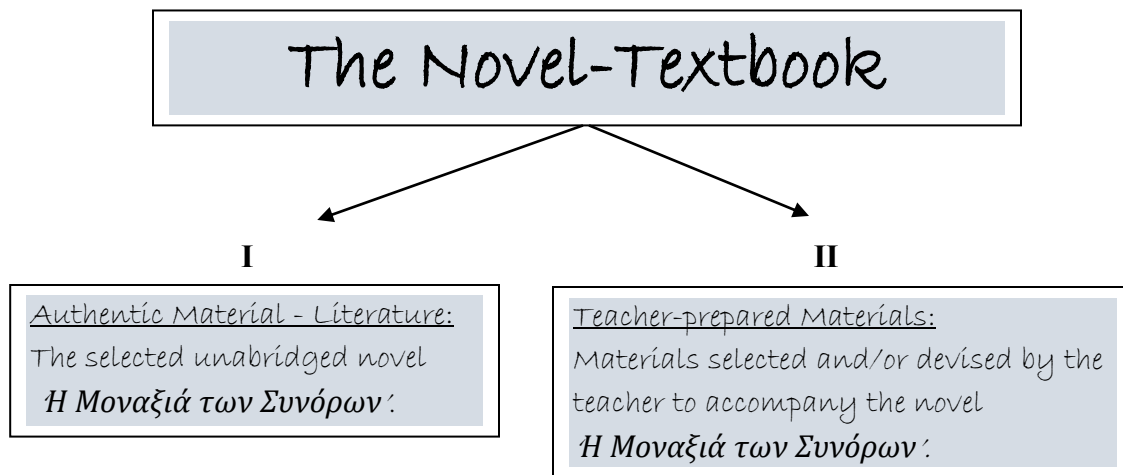 The Novel-Textbook
I
Authentic Material - Literature:
The selected unabridged novel
‘Η Μοναξιά των Συνόρων’.
II
Teacher-prepared Materials:
Materials selected and/or devised by the
teacher to accompany the novel
‘Η Μοναξιά των Συνόρων’.